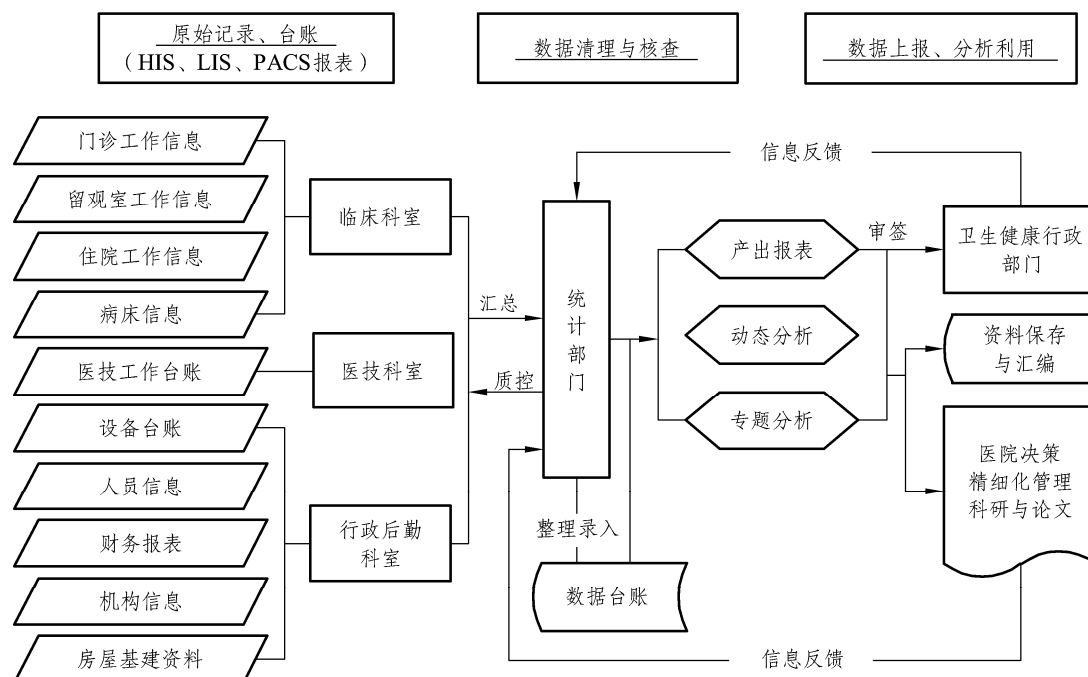 原始记录、台账
（HIS、LIS、PACS报表）
数据清理与核查
数据上报、分析利用
门诊工作信息
留观室工作信息
住院工作信息
病床信息
医技工作台账
设备台账
人员信息
财务报表
机构信息
房屋基建资料
临床科室
医技科室
行政后勤
科室
汇总
质控
统
计
部
门
整理录入
数据台账
产出报表
动态分析
专题分析
审签
信息反馈
卫生健康行政
部门
资料保存
与汇编
医院决策
精细化管理
科研与论文
信息反馈